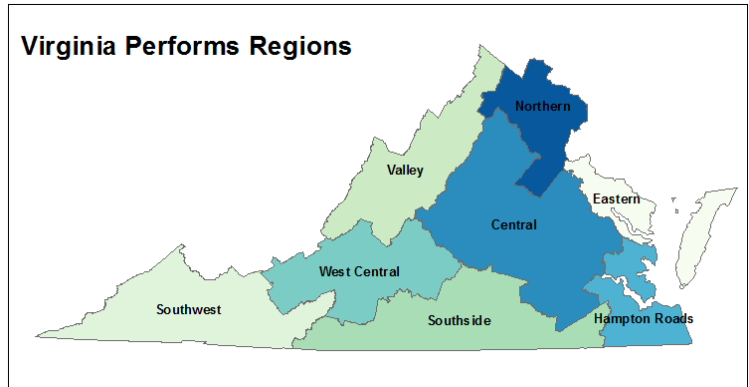 Virginia Performs Regions
Northern
Valley
Eastern
Central
West Central
Southwest
Southside
Hampton Roads